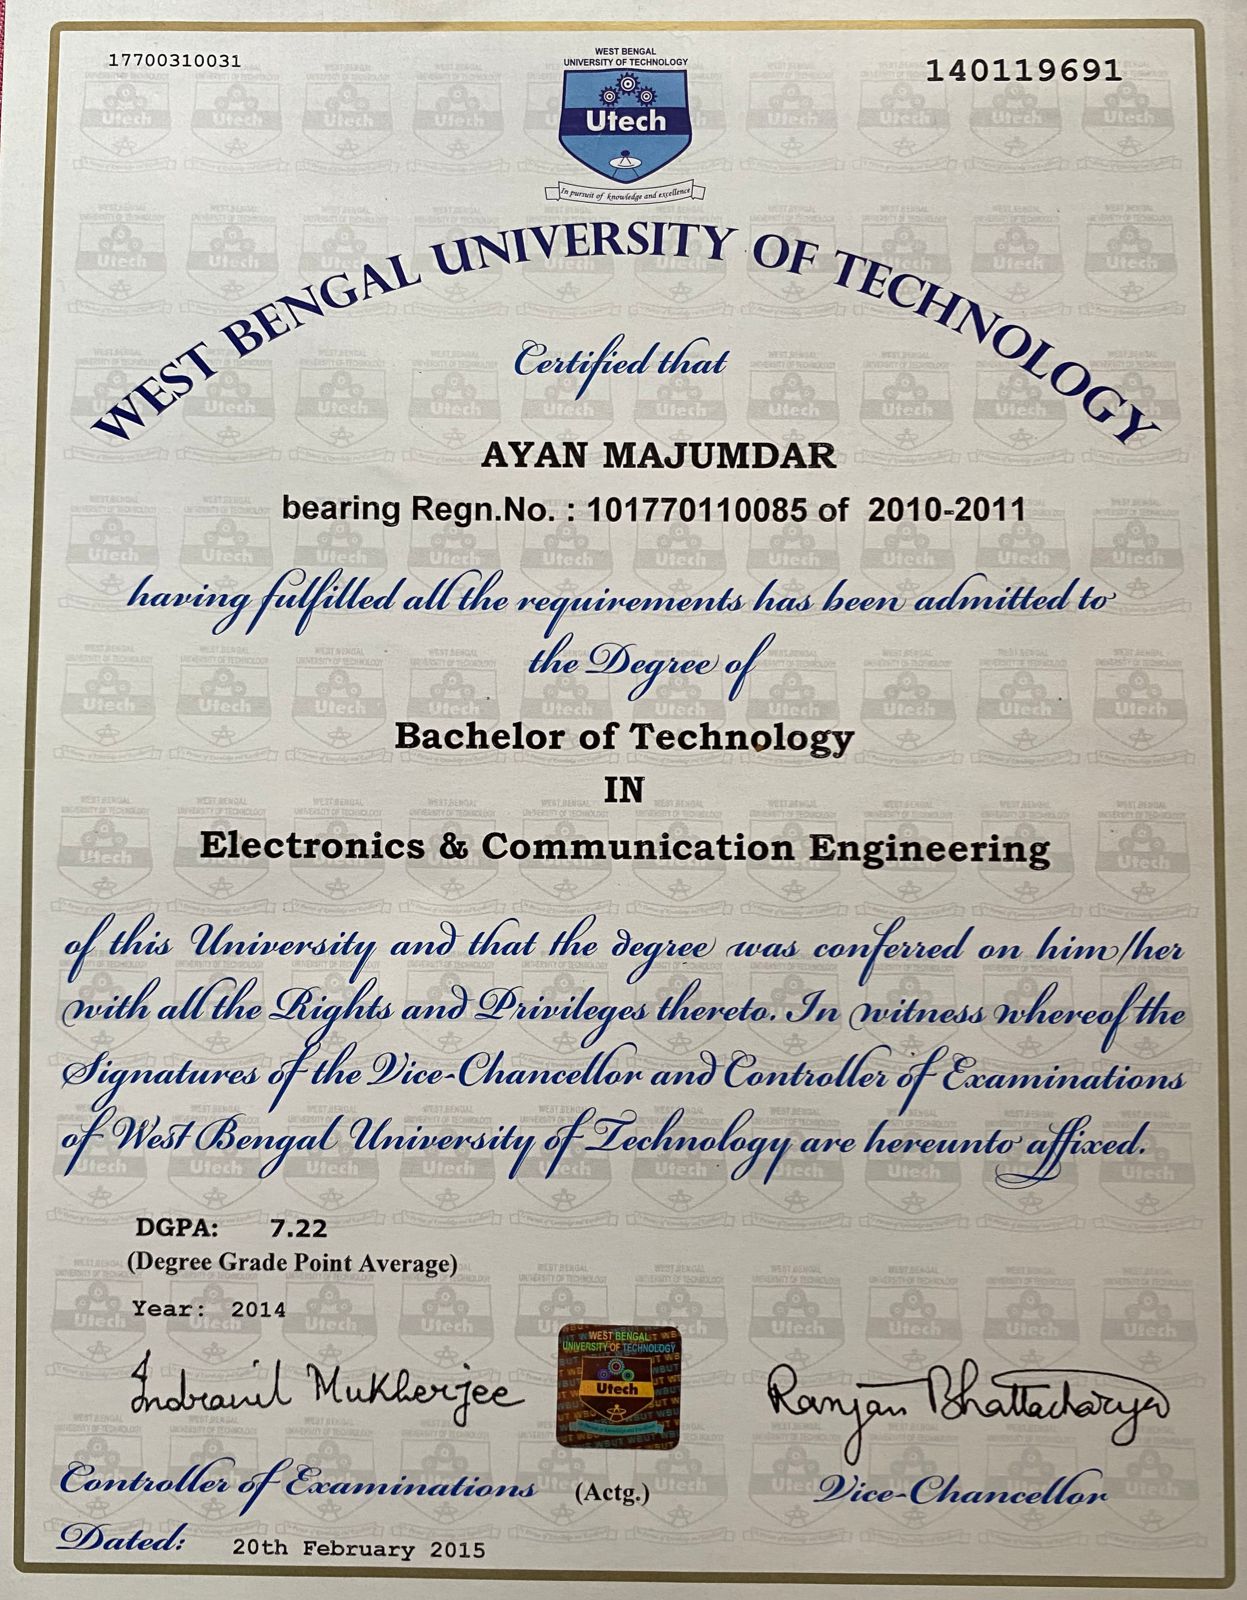 17700310031
140119691
WEST BENGAL
UNIVERSITY OF TECHNOLOGY
Utech
In pursuit of knowledge and excellence
WEST BENGAL UNIVERSITY OF TECHNOLOGY
Certified that
AYAN MAJUMDAR
bearing Regn.No. : 101770110085 of 2010-2011
having fulfilled all the requirements has been admitted to
the Degree of
Bachelor of Technology
IN
Electronics & Communication Engineering
of this University and that the degree was conferred on him/her
with all the Rights and Privileges thereto. In witness whereof the
Signatures of the Vice-Chancellor and Controller of Examinations
of West Bengal University of Technology are hereunto affixed.
DGPA: 7.22
(Degree Grade Point Average)
Year: 2014
WEST BENGAL
UNIVERSITY OF TECHNOLOGY
Utech
Indranil Mukherjee
Ranjan Bhattacharya
Controller of Examinations (Actg.)
Vice-Chancellor
Dated: 20th February 2015